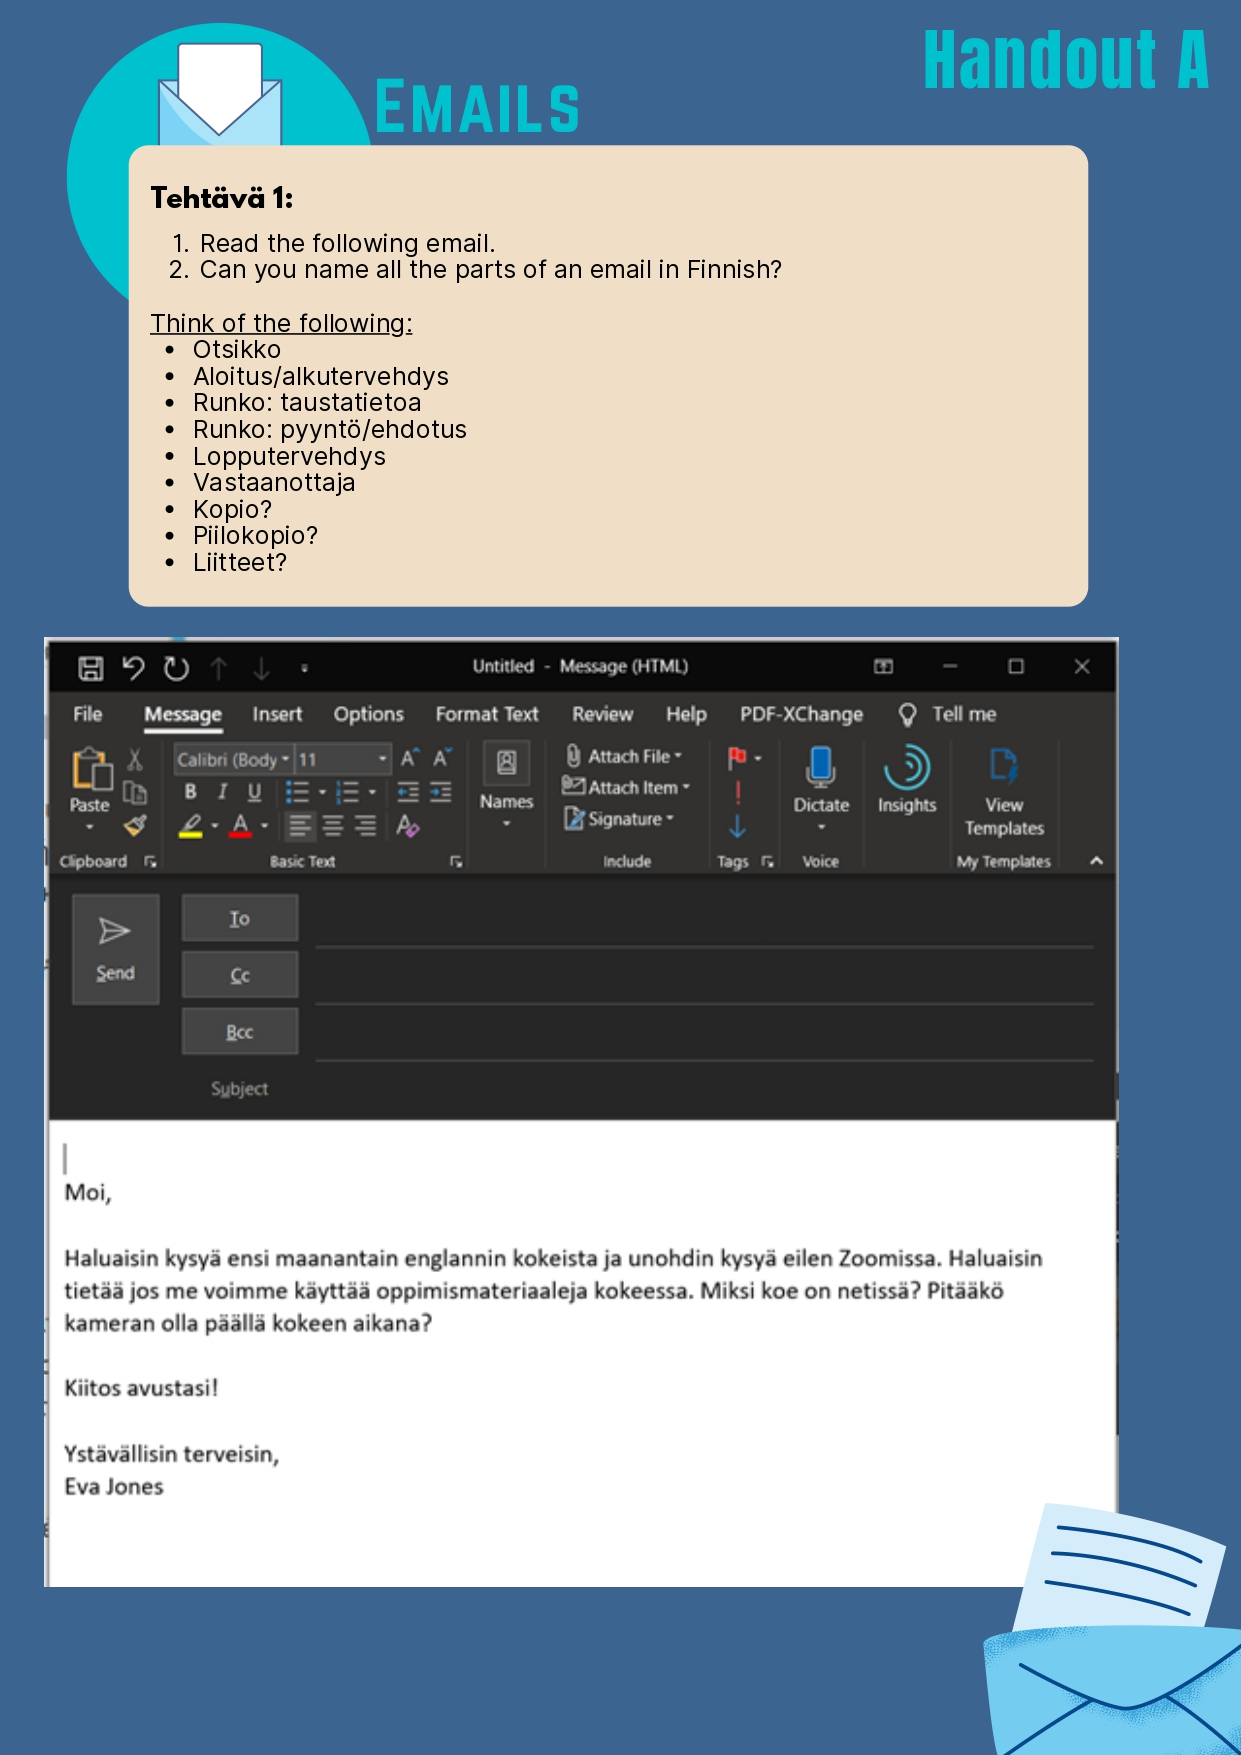 Handout A
EMAILS
Tehtävä 1:
1. Read the following email.
2. Can you name all the parts of an email in Finnish?
Think of the following:
• Otsikko
• Aloitus/alkutervehdys
• Runko: taustatietoa
• Runko: pyyntö/ehdotus
• Lopputervehdys
• Vastaanottaja
• Kopio?
• Piilokopio?
• Liitteet?
Untitled - Message (HTML)
File Message Insert Options Format Text Review Help PDF-XChange Tell me
Calibri (Body 11
Attach File
Attach Item
Signature
Paste
B I U
Names
Dictate
Insights
View
Templates
Clipboard Basic Text Include Tags Voice My Templates
Send
To
Cc
Bcc
Subject
Moi,
Haluaisin kysyä ensi maanantain englannin kokeista ja unohdin kysyä eilen Zoomissa. Haluaisin
tietää jos me voimme käyttää oppimismateriaaleja kokeessa. Miksi koe on netissä? Pitääkö
kameran olla päällä kokeen aikana?
Kiitos avustasi!
Ystävällisin terveisin,
Eva Jones